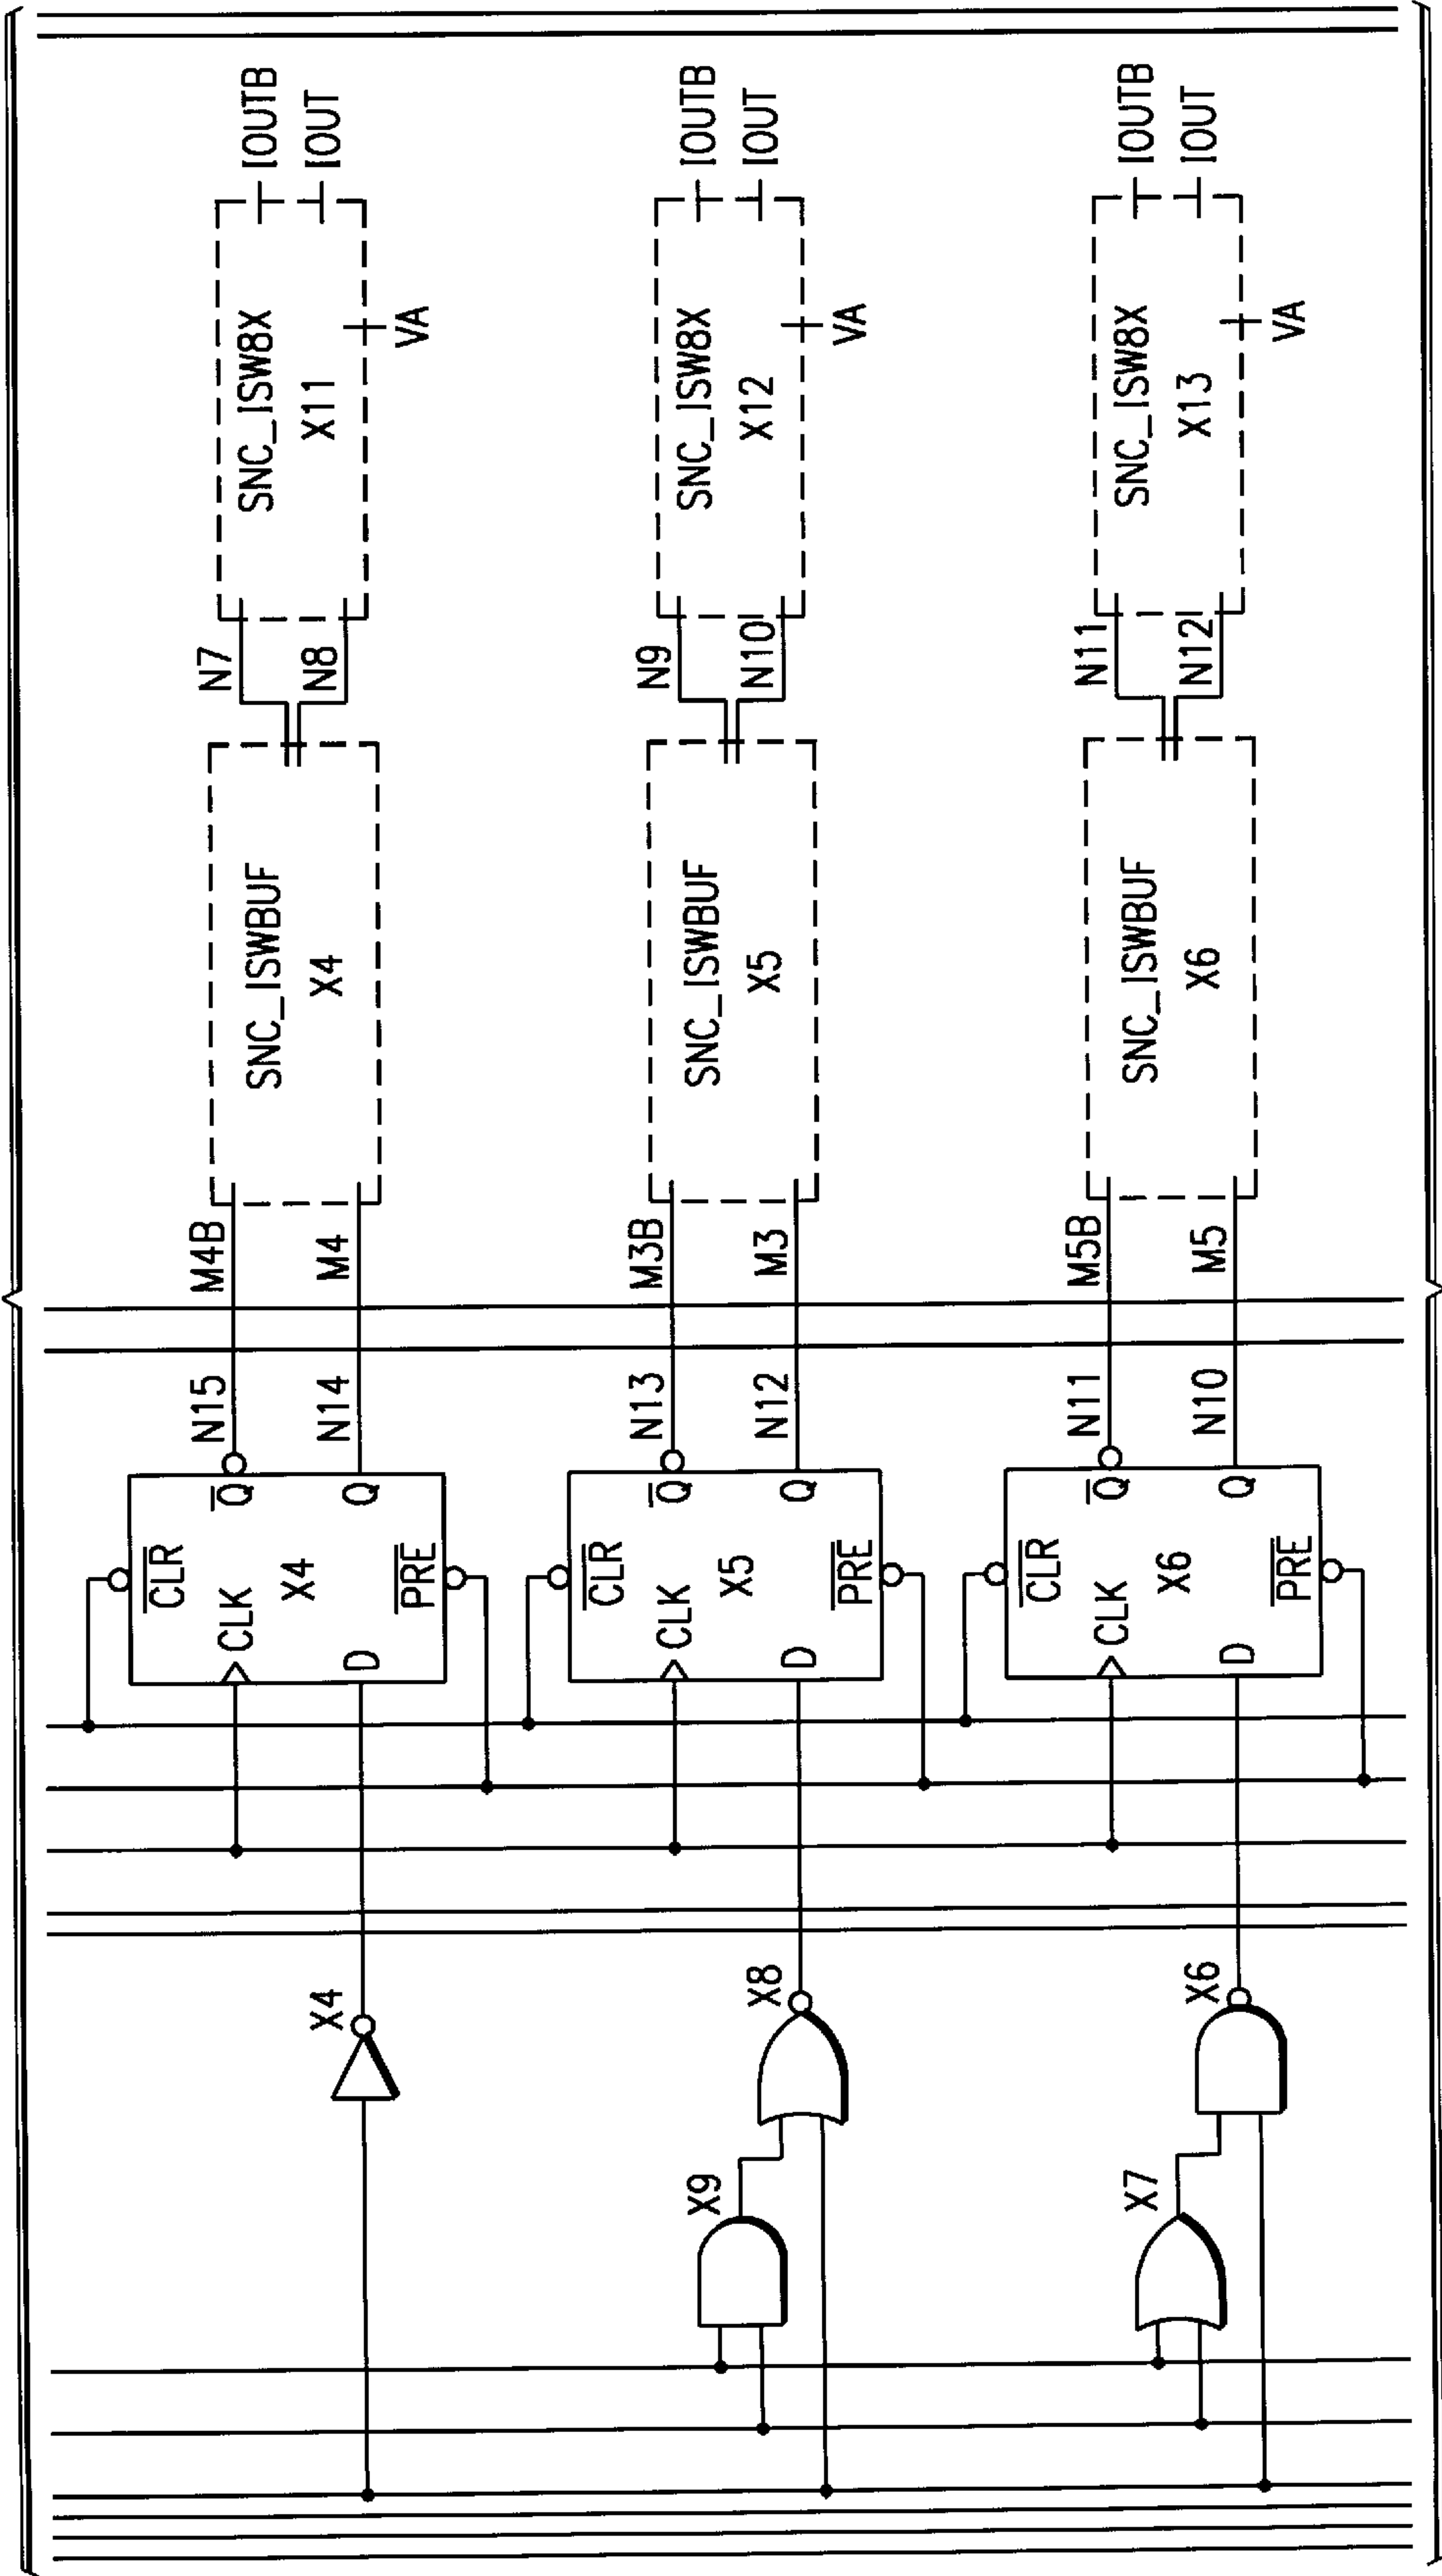 X4
CLR
CLK
X4
D
PRE
Q
Q
N15
N14
M4B
M4
SNC_ISWBUF
X4
N7
N8
SNC_ISW8X
X11
VA
IOUTB
IOUT
X9
X8
CLR
CLK
X5
D
PRE
Q
Q
N13
N12
M3B
M3
SNC_ISWBUF
X5
N9
N10
SNC_ISW8X
X12
VA
IOUTB
IOUT
X7
X6
CLR
CLK
X6
D
PRE
Q
Q
N11
N10
M5B
M5
SNC_ISWBUF
X6
N11
N12
SNC_ISW8X
X13
VA
IOUTB
IOUT